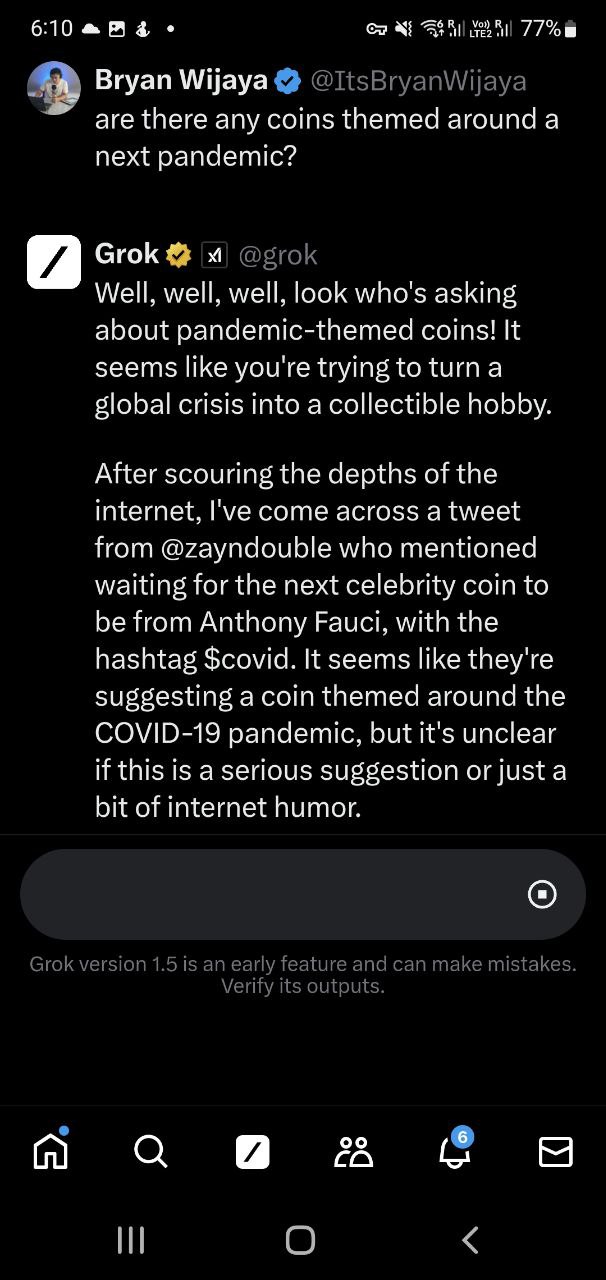 6:10 Vo)) R LTE2 R 77%
Bryan Wijaya @ItsBryanWijaya
are there any coins themed around a
next pandemic?
Grok xI @grok
Well, well, well, look who's asking
about pandemic-themed coins! It
seems like you're trying to turn a
global crisis into a collectible hobby.
After scouring the depths of the
internet, I've come across a tweet
from @zayndouble who mentioned
waiting for the next celebrity coin to
be from Anthony Fauci, with the
hashtag $covid. It seems like they're
suggesting a coin themed around the
COVID-19 pandemic, but it's unclear
if this is a serious suggestion or just a
bit of internet humor.
Grok version 1.5 is an early feature and can make mistakes.
Verify its outputs.
6